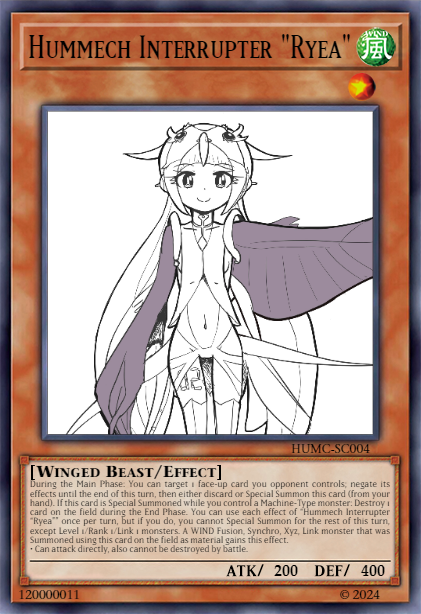 Hummech Interrupter "Ryea"
WIND
風
12
HUMC-SC004
[Winged Beast/Effect]
During the Main Phase: You can target 1 face-up card you opponent controls; negate its
effects until the end of this turn, then either discard or Special Summon this card (from your
hand). If this card is Special Summoned while you control a Machine-Type monster: Destroy 1
card on the field during the End Phase. You can use each effect of "Hummech Interrupter
"Ryea"" once per turn, but if you do, you cannot Special Summon for the rest of this turn,
except Level 1/Rank 1/Link 1 monsters. A WIND Fusion, Synchro, Xyz, Link monster that was
Summoned using this card on the field as material gains this effect.
• Can attack directly, also cannot be destroyed by battle.
ATK/ 200 DEF/ 400
120000011 © 2024